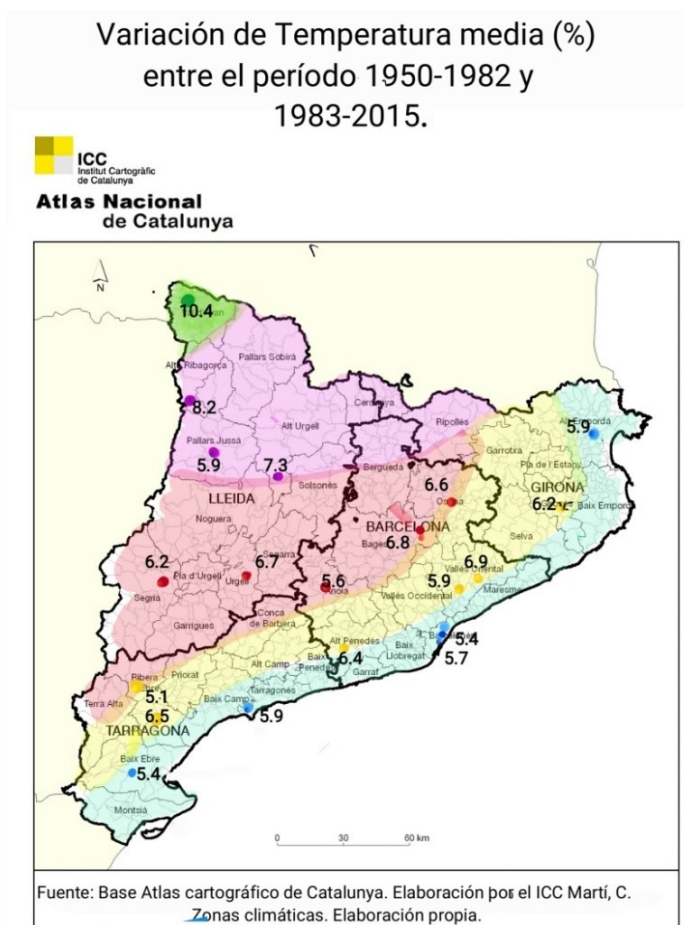 Variación de Temperatura media (%)
entre el período 1950-1982 y
1983-2015.
ICC
Institut Cartogràfic
de Catalunya
Atlas Nacional
de Catalunya
N
10.4
Pallars Sobirà
Alta Ribagorça
8.2
Cerdanya
Alt Urgell
Ripollès
Alt Empordà
5.9
Pallars Jussà
5.9
7.3
Berguedà
Garrotxa
Pla de l'Estany
Solsonès
6.6
GIRONA
LLEIDA
Osona
6.2
Baix Empordà
Noguera
BARCELONA
Bages
6.8
Selva
6.2
Segarra
6.7
6.9
Vallès Oriental
Pla d'Urgell
Urgell
5.6
Anoia
5.9
Maresme
Segrià
Vallès Occidental
Garrigues
Conca
de Barberà
5.4
Alt Penedès
Baix
Llobregat
5.7
Alt Camp
Baix
Penedès
6.4
Garraf
Ribera
Priorat
5.1
Terra Alta
Baix Camp
Tarragonès
5.9
6.5
TARRAGONA
Baix Ebre
5.4
Montsià
0 30 60 km
Fuente: Base Atlas cartográfico de Catalunya. Elaboración por el ICC Martí, C.
Zonas climáticas. Elaboración propia.